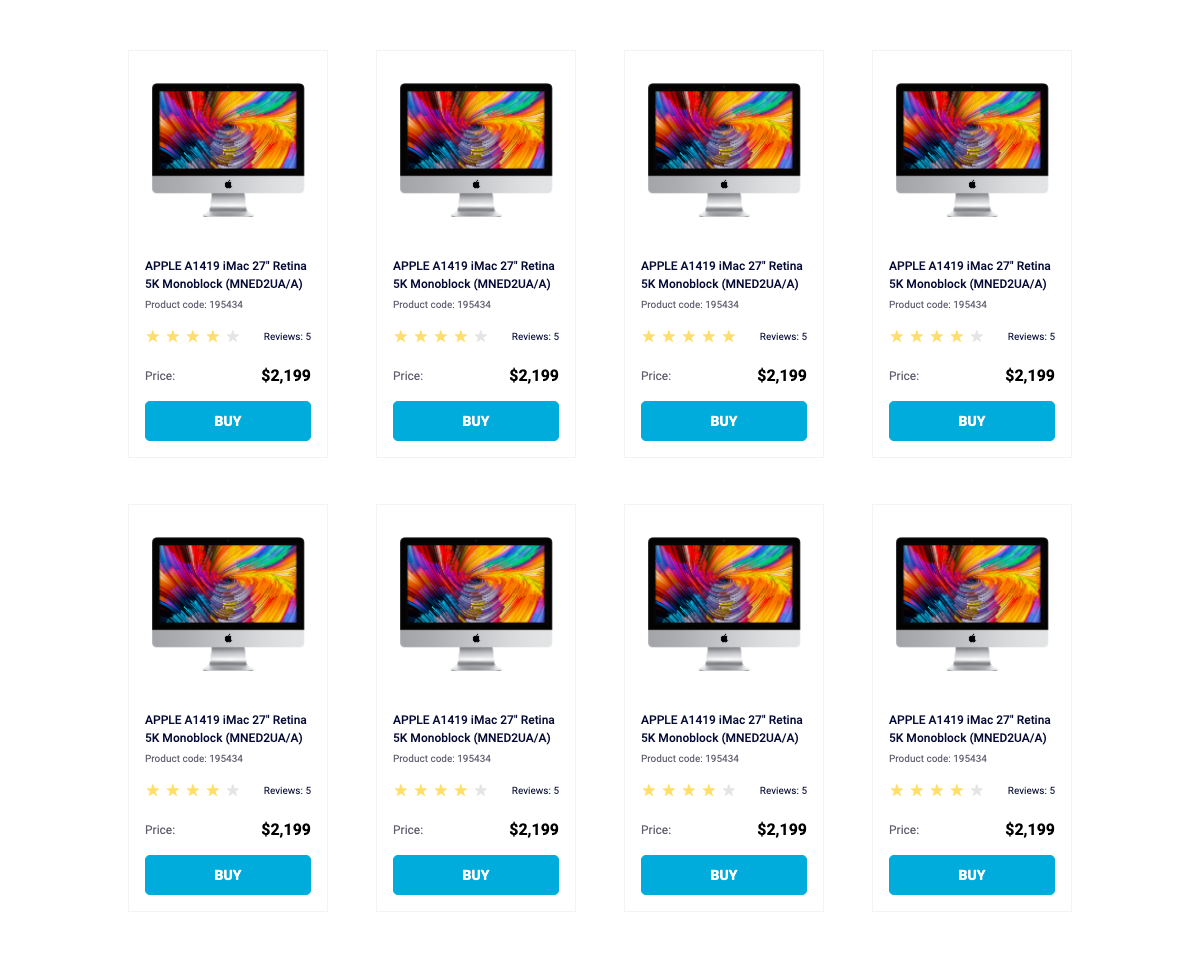 APPLE A1419 iMac 27" Retina
5K Monoblock (MNED2UA/A)
Product code: 195434
Reviews: 5
Price: $2,199
BUY
APPLE A1419 iMac 27" Retina
5K Monoblock (MNED2UA/A)
Product code: 195434
Reviews: 5
Price: $2,199
BUY
APPLE A1419 iMac 27" Retina
5K Monoblock (MNED2UA/A)
Product code: 195434
Reviews: 5
Price: $2,199
BUY
APPLE A1419 iMac 27" Retina
5K Monoblock (MNED2UA/A)
Product code: 195434
Reviews: 5
Price: $2,199
BUY
APPLE A1419 iMac 27" Retina
5K Monoblock (MNED2UA/A)
Product code: 195434
Reviews: 5
Price: $2,199
BUY
APPLE A1419 iMac 27" Retina
5K Monoblock (MNED2UA/A)
Product code: 195434
Reviews: 5
Price: $2,199
BUY
APPLE A1419 iMac 27" Retina
5K Monoblock (MNED2UA/A)
Product code: 195434
Reviews: 5
Price: $2,199
BUY
APPLE A1419 iMac 27" Retina
5K Monoblock (MNED2UA/A)
Product code: 195434
Reviews: 5
Price: $2,199
BUY